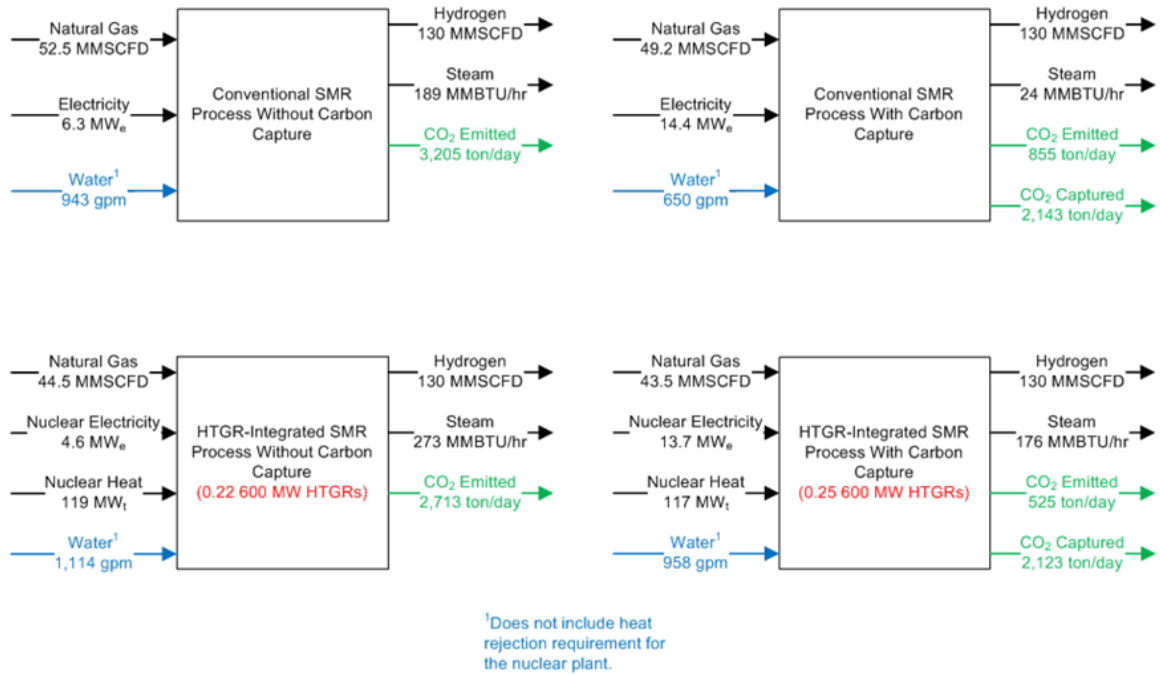 Natural Gas
52.5 MMSCFD
Electricity
6.3 MWₑ
Water¹
943 gpm
Conventional SMR
Process Without Carbon
Capture
Hydrogen
130 MMSCFD
Steam
189 MMBTU/hr
CO₂ Emitted
3,205 ton/day
Natural Gas
49.2 MMSCFD
Electricity
14.4 MWₑ
Water¹
650 gpm
Conventional SMR
Process With Carbon
Capture
Hydrogen
130 MMSCFD
Steam
24 MMBTU/hr
CO₂ Emitted
855 ton/day
CO₂ Captured
2,143 ton/day
Natural Gas
44.5 MMSCFD
Nuclear Electricity
4.6 MWₑ
Nuclear Heat
119 MWₜ
Water¹
1,114 gpm
HTGR-Integrated SMR
Process Without Carbon
Capture
(0.22 600 MW HTGRs)
Hydrogen
130 MMSCFD
Steam
273 MMBTU/hr
CO₂ Emitted
2,713 ton/day
Natural Gas
43.5 MMSCFD
Nuclear Electricity
13.7 MWₑ
Nuclear Heat
117 MWₜ
Water¹
958 gpm
HTGR-Integrated SMR
Process With Carbon
Capture
(0.25 600 MW HTGRs)
Hydrogen
130 MMSCFD
Steam
176 MMBTU/hr
CO₂ Emitted
525 ton/day
CO₂ Captured
2,123 ton/day
¹Does not include heat
rejection requirement for
the nuclear plant.